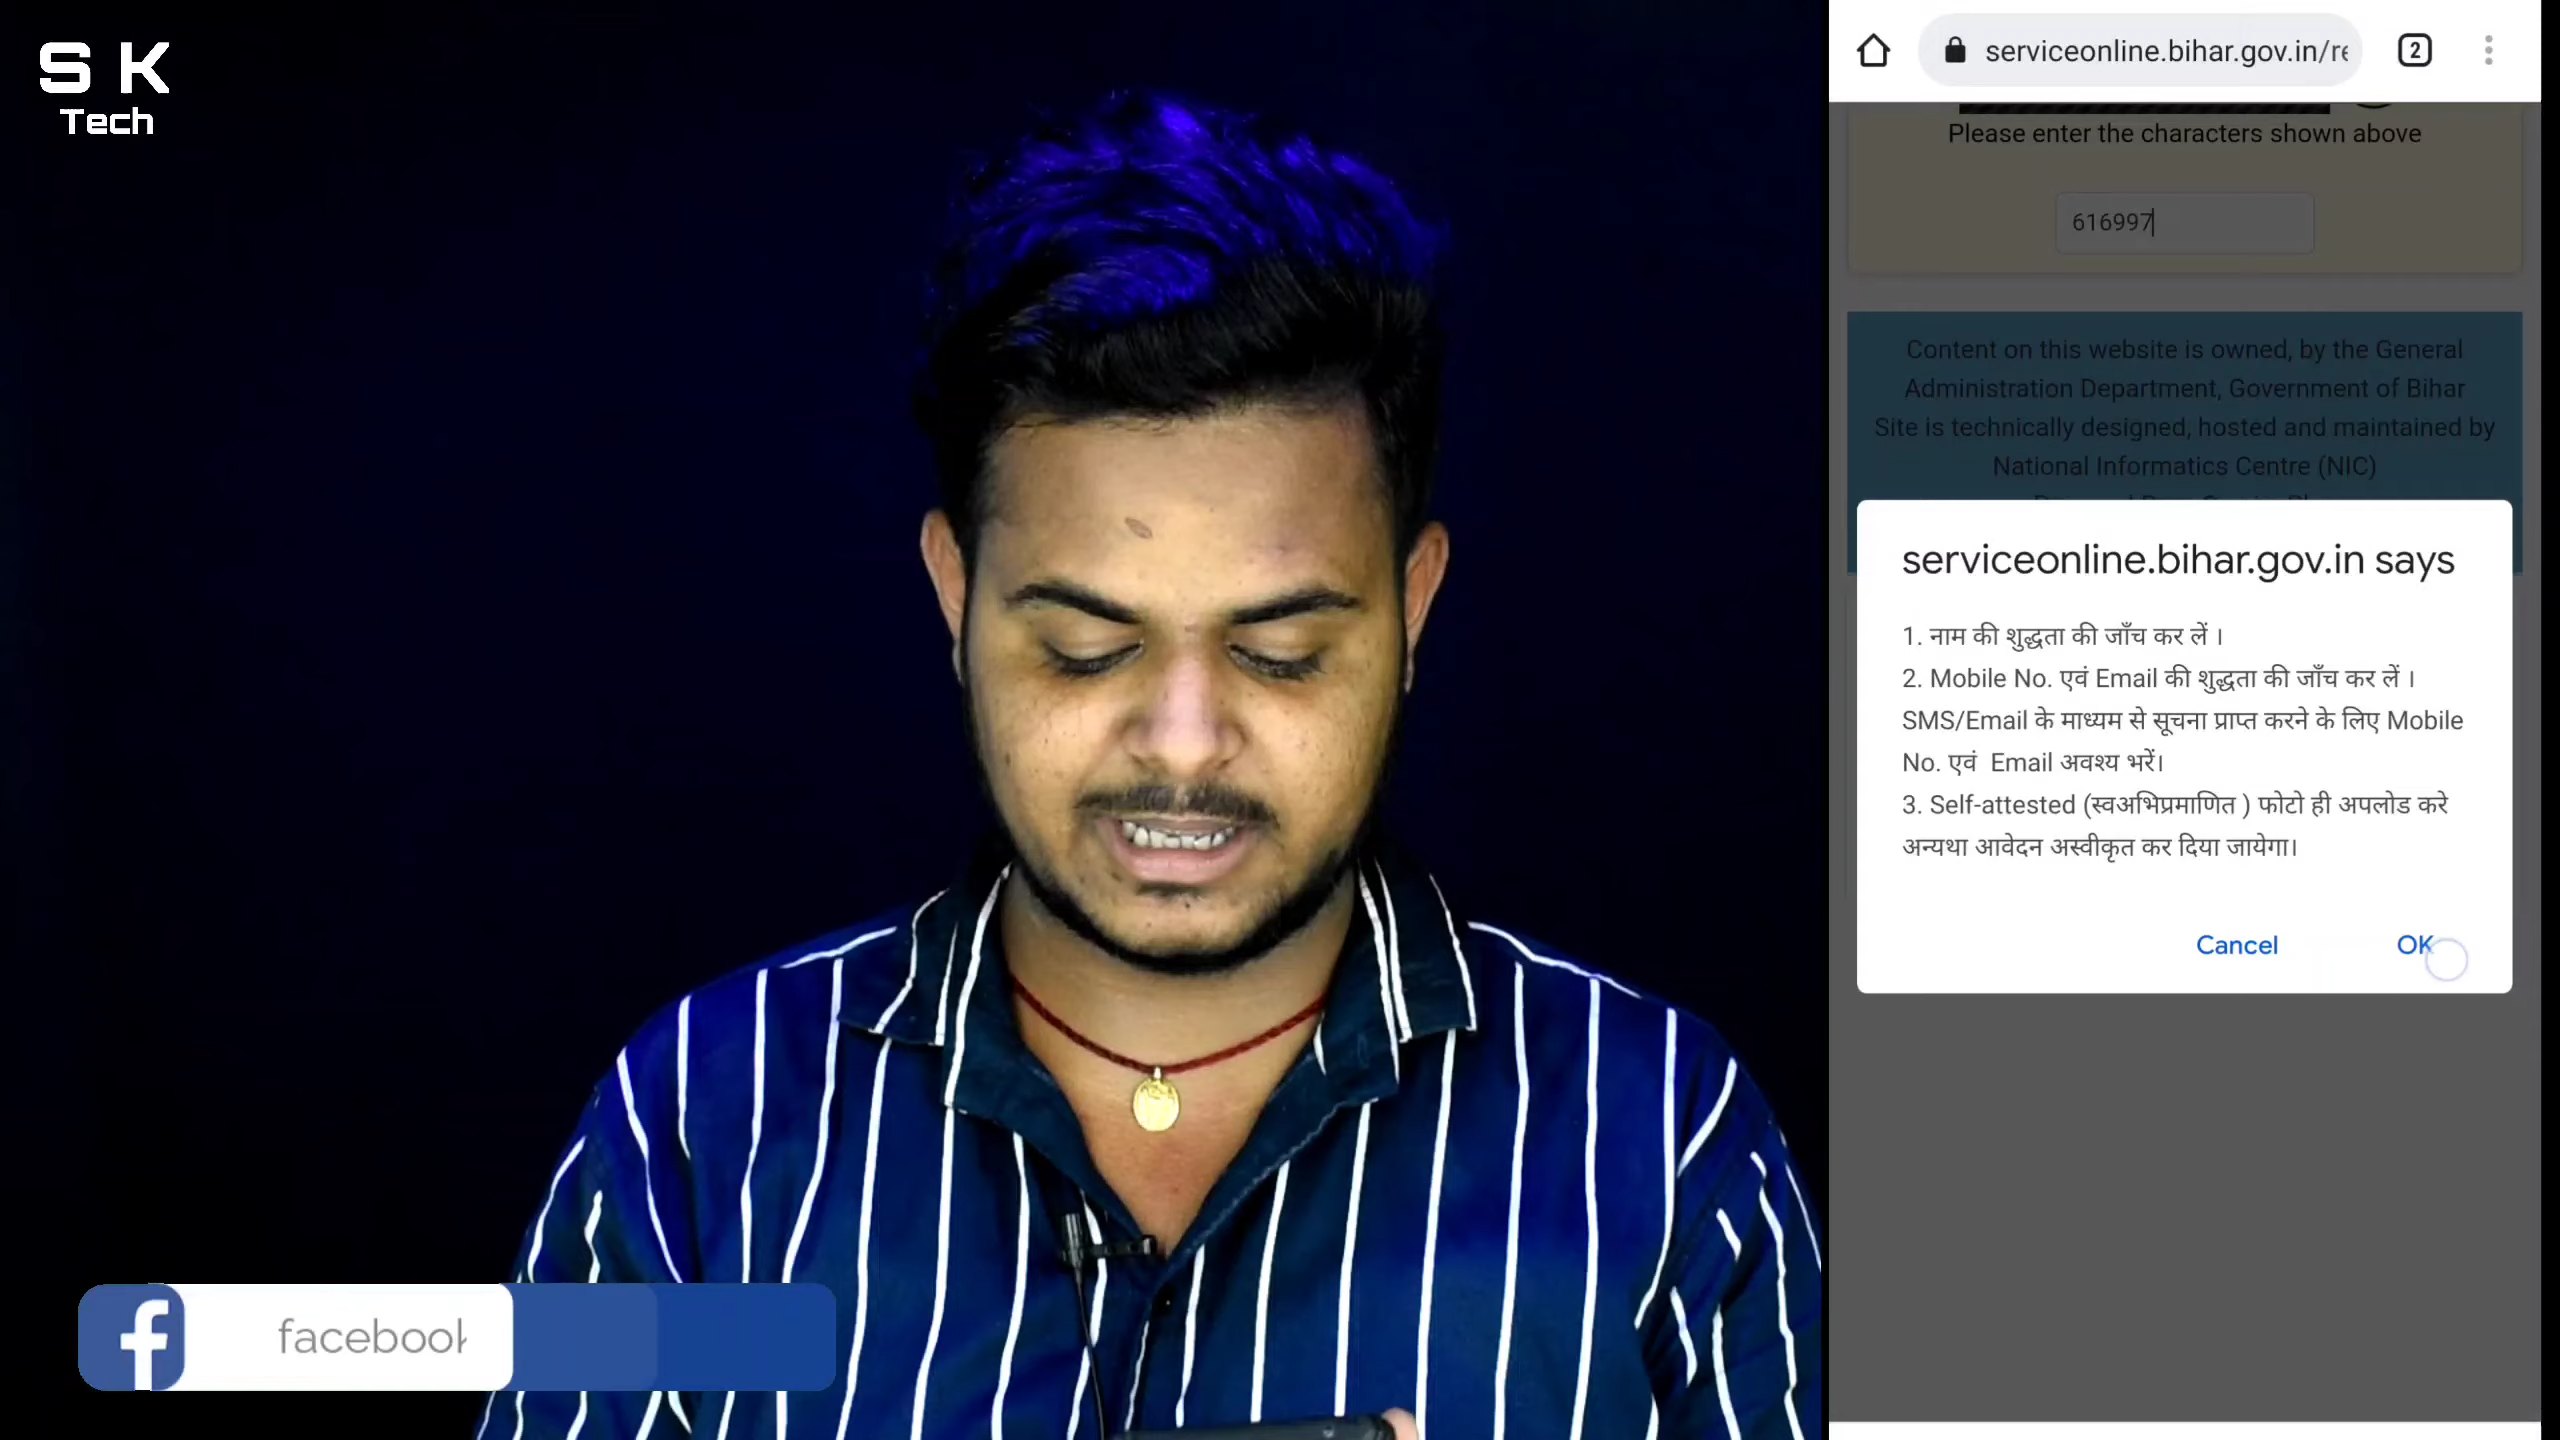 S K
Tech
facebook
serviceonline.bihar.gov.in/re
2
Please enter the characters shown above
616997
Content on this website is owned, by the General
Administration Department, Government of Bihar
Site is technically designed, hosted and maintained by
National Informatics Centre (NIC)
serviceonline.bihar.gov.in says
1. नाम की शुद्धता की जाँच कर लें ।
2. Mobile No. एवं Email की शुद्धता की जाँच कर लें ।
SMS/Email के माध्यम से सूचना प्राप्त करने के लिए Mobile
No. एवं Email अवश्य भरें।
3. Self-attested (स्वअभिप्रमाणित ) फोटो ही अपलोड करे
अन्यथा आवेदन अस्वीकृत कर दिया जायेगा।
Cancel
OK